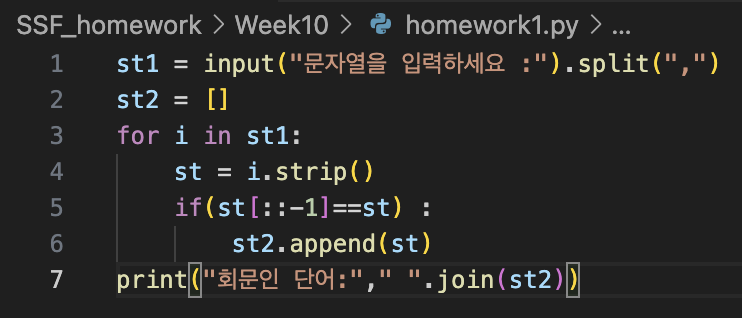 SSF_homework > Week10 > homework1.py > ...
1 st1 = input("문자열을 입력하세요 :").split(",")
2 st2 = []
3 for i in st1:
4     st = i.strip()
5     if(st[::-1]==st) :
6         st2.append(st)
7 print("회문인 단어:"," ".join(st2))